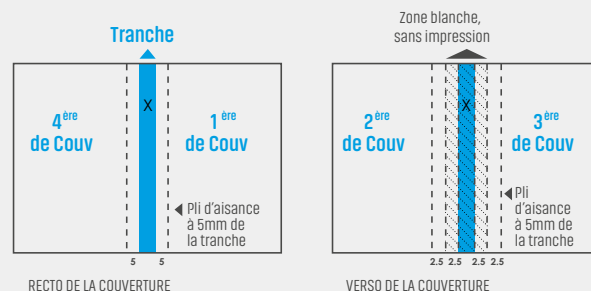 Tranche
X
4ère
de Couv
1ère
de Couv
Pli d'aisance
à 5mm de
la tranche
5 5
RECTO DE LA COUVERTURE
Zone blanche,
sans impression
X
2ère
de Couv
3ère
de Couv
Pli
d'aisance
à 5mm de
la tranche
2.5 2.5 2.5 2.5
VERSO DE LA COUVERTURE